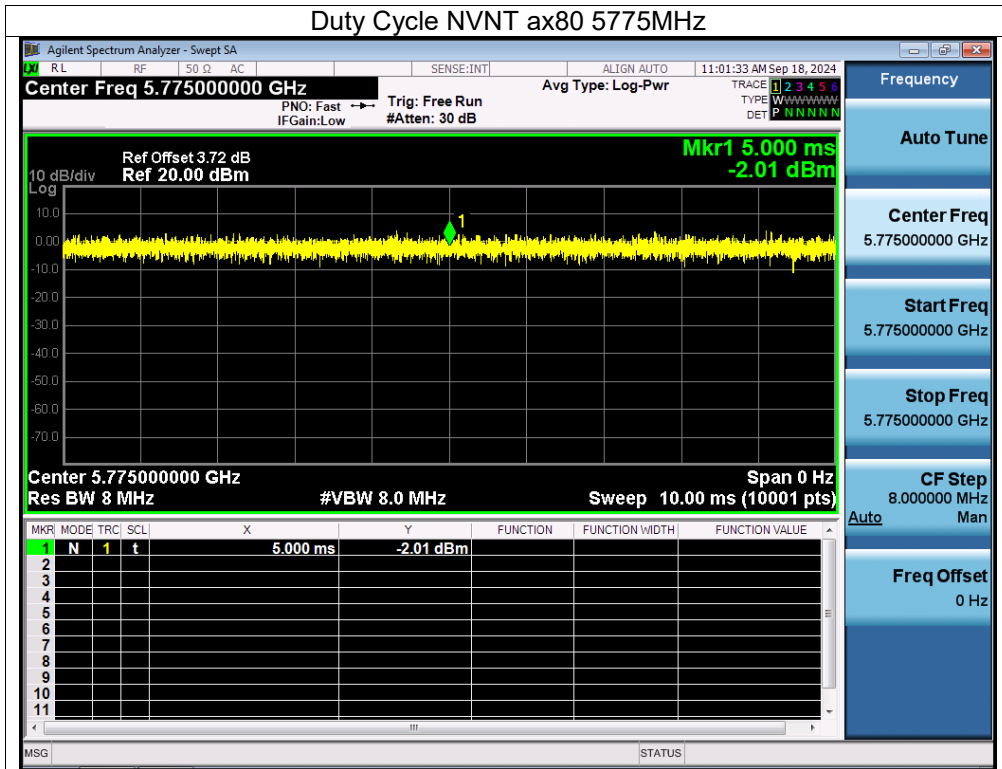 Duty Cycle NVNT ax80 5775MHz
Agilent Spectrum Analyzer - Swept SA
LXI RL RF 50 Ω AC SENSE:INT ALIGN AUTO 11:01:33 AM Sep 18, 2024
Center Freq 5.775000000 GHz
PNO: Fast
IFGain:Low
Trig: Free Run
#Atten: 30 dB
Avg Type: Log-Pwr
TRACE 1 2 3 4 5 6
TYPE WWWWWWW
DET P N N N N N
Mkr1 5.000 ms
-2.01 dBm
Ref Offset 3.72 dB
10 dB/div Ref 20.00 dBm
Log
10.0
0.00
-10.0
-20.0
-30.0
-40.0
-50.0
-60.0
-70.0
1
Center 5.775000000 GHz Span 0 Hz
Res BW 8 MHz #VBW 8.0 MHz Sweep 10.00 ms (10001 pts)
MKR MODE TRC SCL X Y FUNCTION FUNCTION WIDTH FUNCTION VALUE
1 N 1 t 5.000 ms -2.01 dBm
2
3
4
5
6
7
8
9
10
11
MSG STATUS
Frequency
Auto Tune
Center Freq
5.775000000 GHz
Start Freq
5.775000000 GHz
Stop Freq
5.775000000 GHz
CF Step
8.000000 MHz
Auto Man
Freq Offset
0 Hz